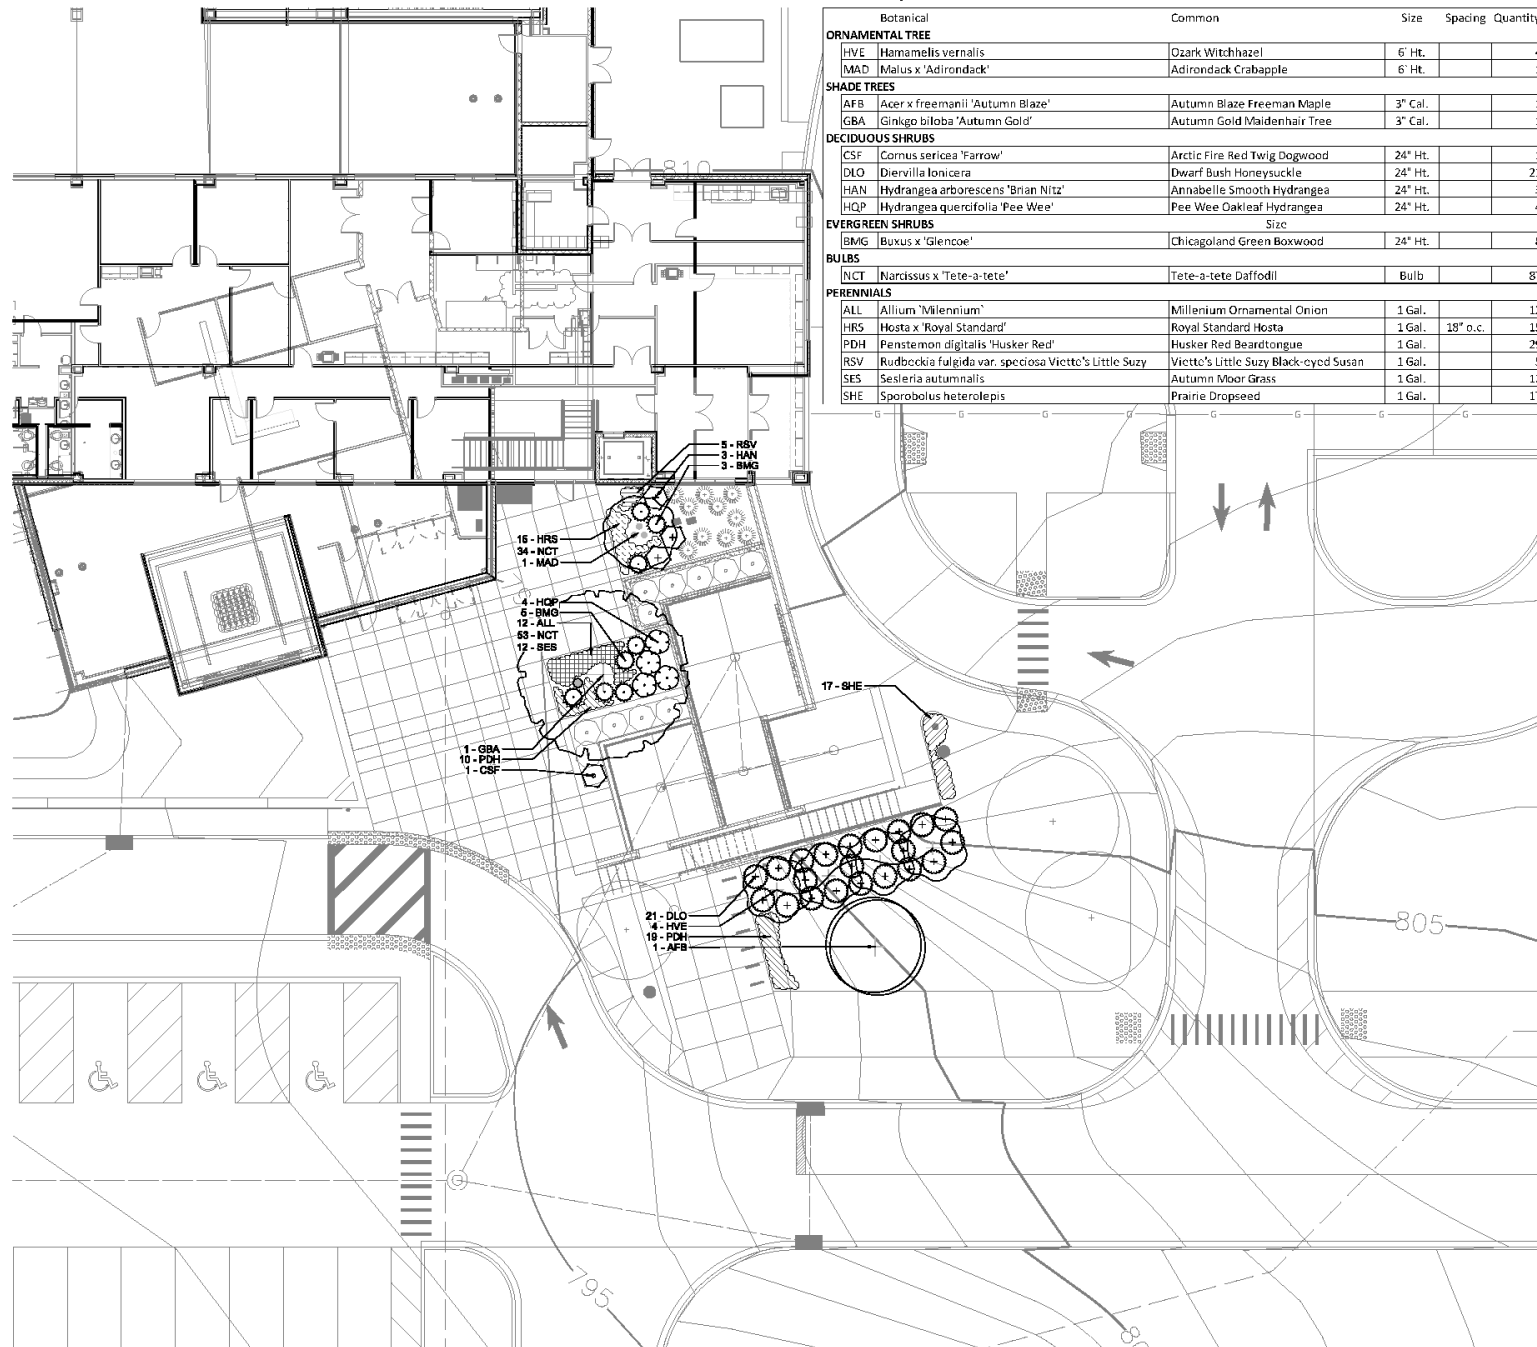 Botanical Common Size Spacing Quantity
ORNAMENTAL TREE
HVE Hamamelis vernalis Ozark Witchhazel 6' Ht.
MAD Malus x 'Adirondack' Adirondack Crabapple 6' Ht.
SHADE TREES
AFB Acer x freemanii 'Autumn Blaze' Autumn Blaze Freeman Maple 3" Cal.
GBA Ginkgo biloba 'Autumn Gold' Autumn Gold Maidenhair Tree 3" Cal.
DECIDUOUS SHRUBS
CSF Cornus sericea 'Farrow' Arctic Fire Red Twig Dogwood 24" Ht.
DLO Diervilla lonicera Dwarf Bush Honeysuckle 24" Ht.
HAN Hydrangea arborescens 'Brian Nitz' Annabelle Smooth Hydrangea 24" Ht.
HQP Hydrangea quercifolia 'Pee Wee' Pee Wee Oakleaf Hydrangea 24" Ht.
EVERGREEN SHRUBS Size
BMG Buxus x 'Glencoe' Chicagoland Green Boxwood 24" Ht.
BULBS
NCT Narcissus x 'Tete-a-tete' Tete-a-tete Daffodil Bulb
PERENNIALS
ALL Allium 'Milennium' Millenium Ornamental Onion 1 Gal.
HRS Hosta x 'Royal Standard' Royal Standard Hosta 1 Gal. 18" o.c.
PDH Penstemon digitalis 'Husker Red' Husker Red Beardtongue 1 Gal.
RSV Rudbeckia fulgida var. speciosa Viette's Little Suzy Viette's Little Suzy Black-eyed Susan 1 Gal.
SES Sesleria autumnalis Autumn Moor Grass 1 Gal.
SHE Sporobolus heterolepis Prairie Dropseed 1 Gal.
810
G G G G G G G
5 - RSV
3 - HAN
3 - BMG
15 - HRS
34 - NCT
1 - MAD
4 - HQP
5 - BMG
12 - ALL
53 - NCT
12 - SES
17 - SHE
1 - GBA
10 - PDH
1 - CSF
21 - DLO
4 - HVE
19 - PDH
1 - AFB
805
795